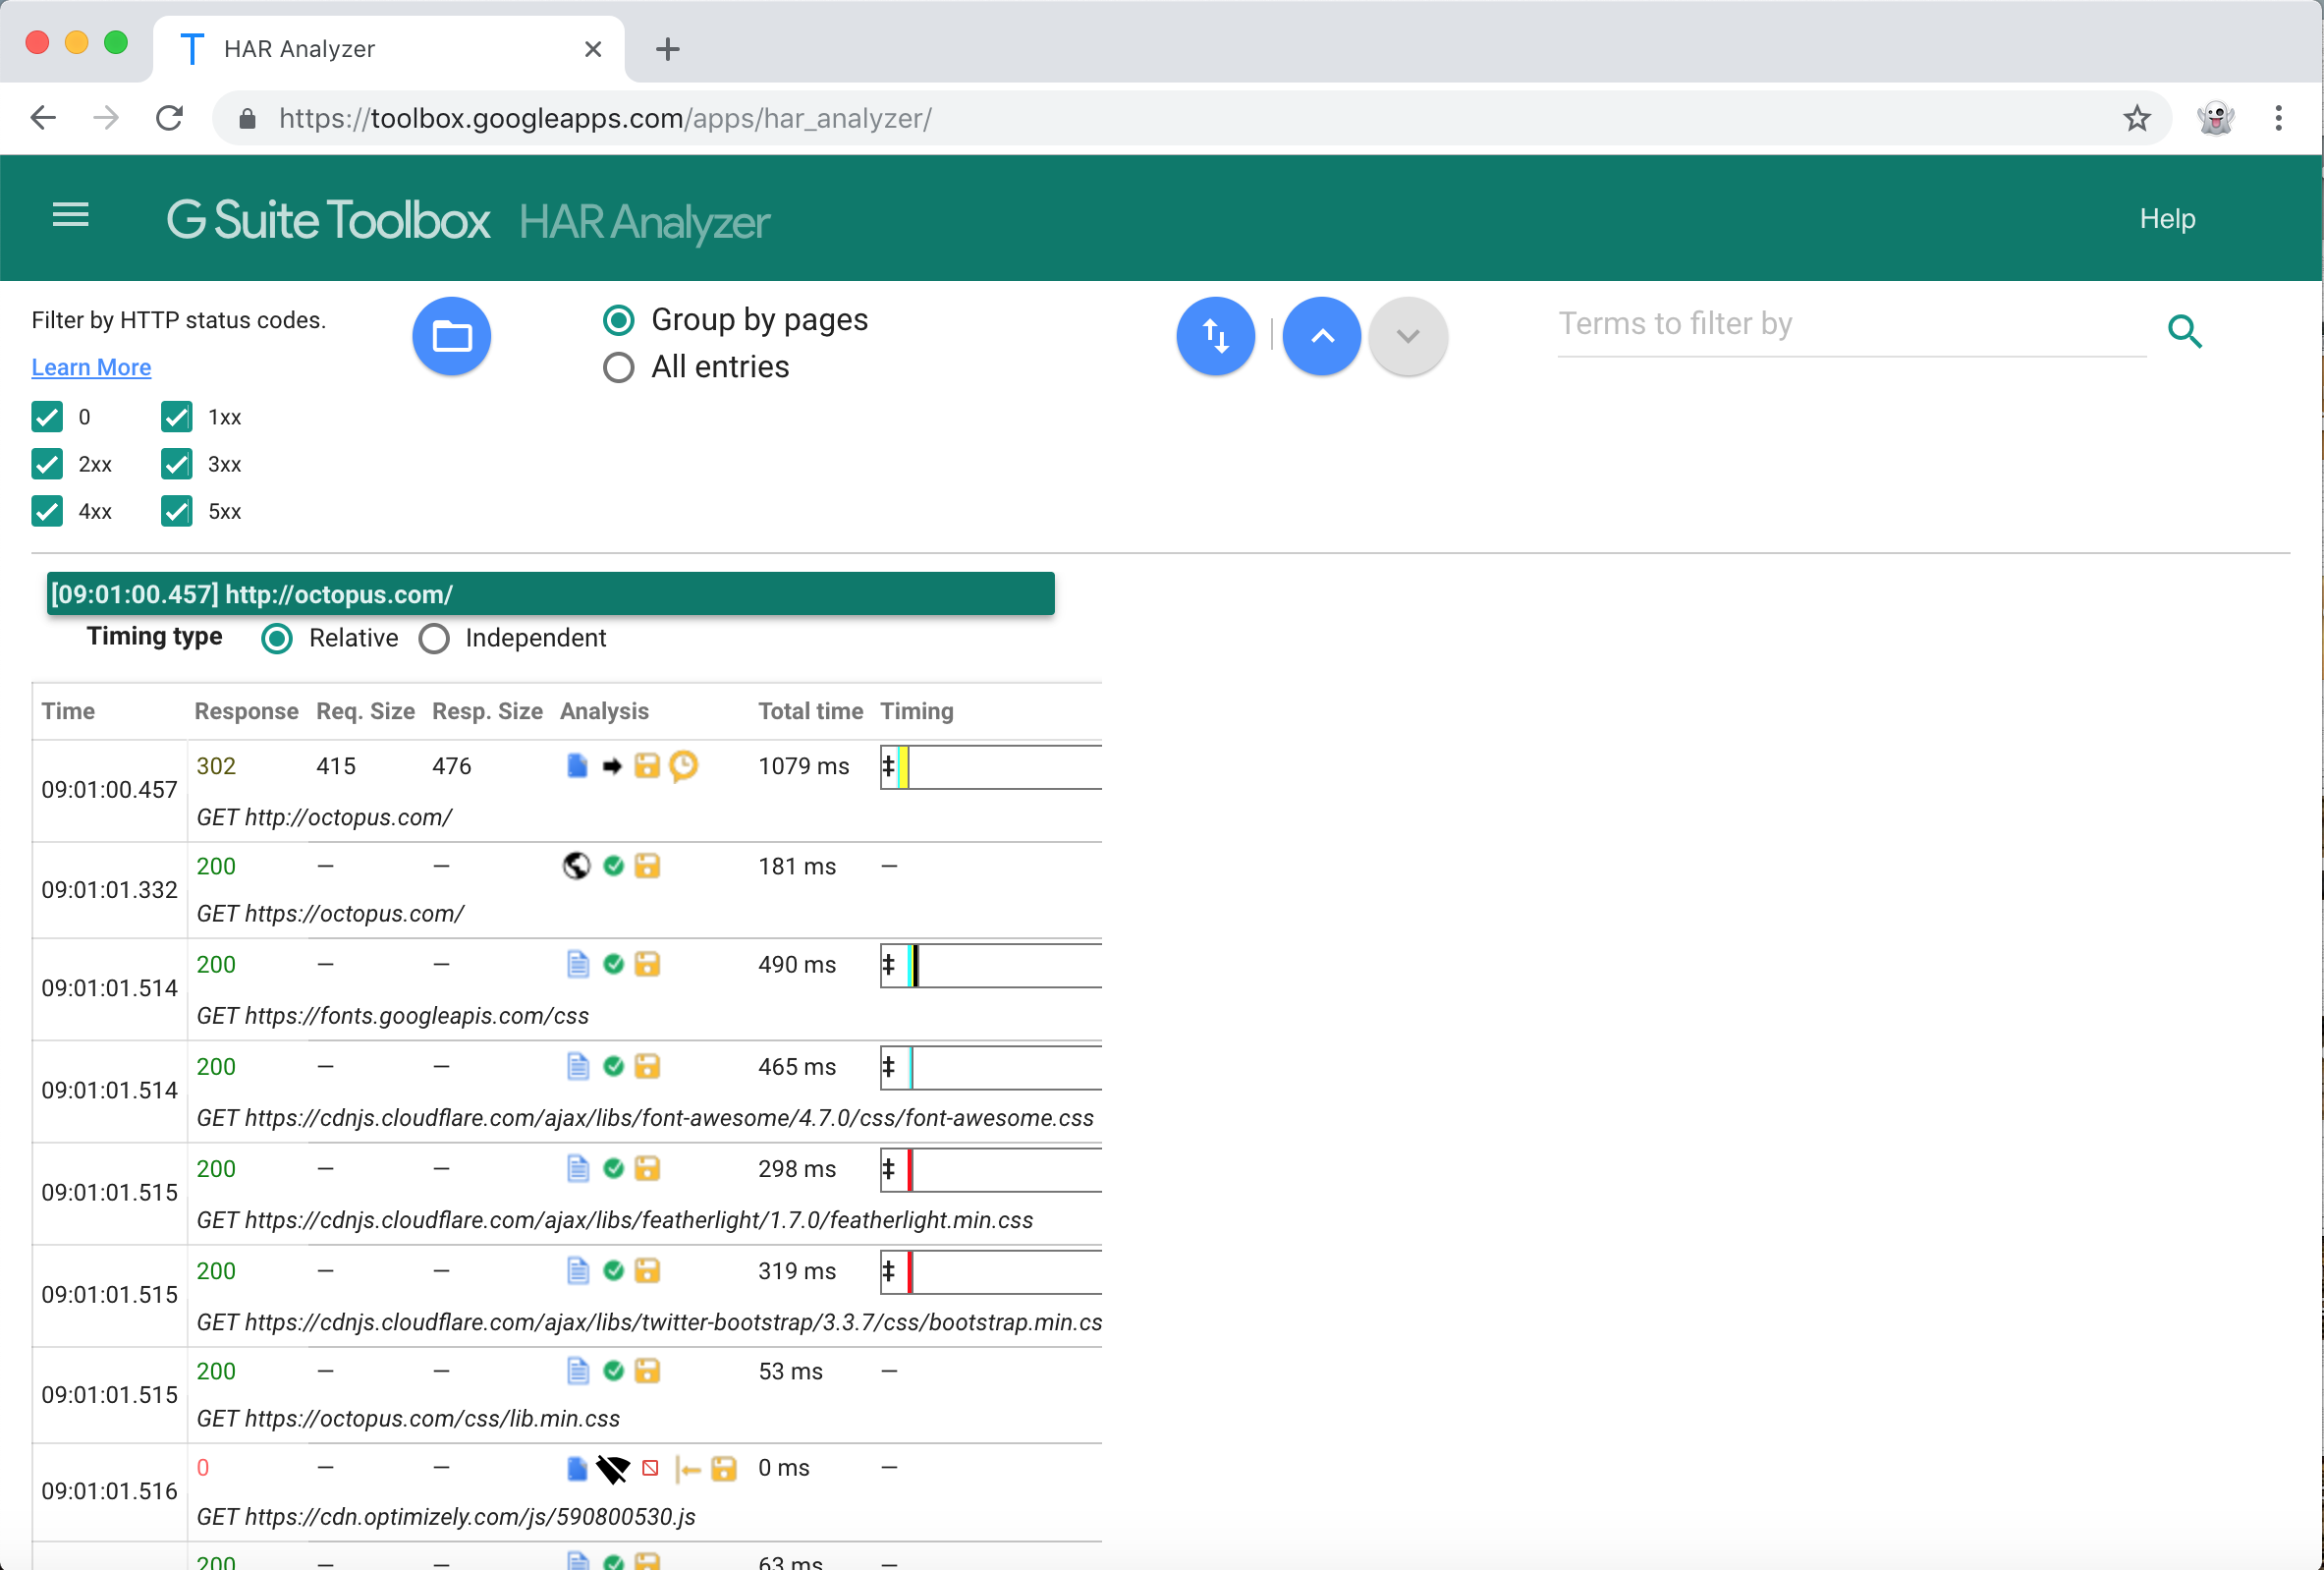 HAR Analyzer
https://toolbox.googleapps.com/apps/har_analyzer/
G Suite Toolbox HAR Analyzer Help
Filter by HTTP status codes.
Learn More
0 1xx
2xx 3xx
4xx 5xx
Group by pages
All entries
Terms to filter by
[09:01:00.457] http://octopus.com/
Timing type Relative Independent
Time Response Req. Size Resp. Size Analysis Total time Timing
09:01:00.457 302 415 476 1079 ms ‡
GET http://octopus.com/
09:01:01.332 200 — — 181 ms —
GET https://octopus.com/
09:01:01.514 200 — — 490 ms ‡
GET https://fonts.googleapis.com/css
09:01:01.514 200 — — 465 ms ‡
GET https://cdnjs.cloudflare.com/ajax/libs/font-awesome/4.7.0/css/font-awesome.css
09:01:01.515 200 — — 298 ms ‡
GET https://cdnjs.cloudflare.com/ajax/libs/featherlight/1.7.0/featherlight.min.css
09:01:01.515 200 — — 319 ms ‡
GET https://cdnjs.cloudflare.com/ajax/libs/twitter-bootstrap/3.3.7/css/bootstrap.min.cs
09:01:01.515 200 — — 53 ms —
GET https://octopus.com/css/lib.min.css
09:01:01.516 0 — — 0 ms —
GET https://cdn.optimizely.com/js/590800530.js
200 — — 63 ms —